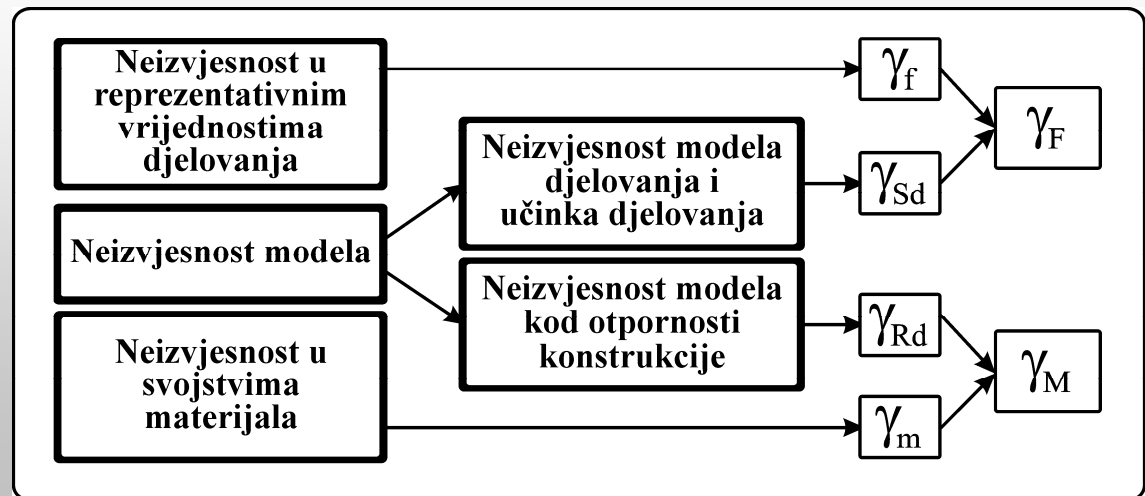 Neizvjesnost u
reprezentativnim
vrijednostima
djelovanja
Neizvjesnost modela
Neizvjesnost u
svojstvima
materijala
Neizvjesnost modela
djelovanja i
učinka djelovanja
Neizvjesnost modela
kod otpornosti
konstrukcije
γf
γSd
γRd
γm
γF
γM